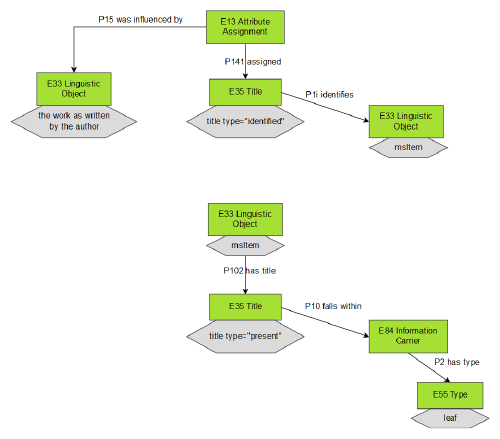 P15 was influenced by
E13 Attribute
Assignment
P141 assigned
E33 Linguistic
Object
the work as written
by the author
E35 Title
title type="identified"
P1i identifies
E33 Linguistic
Object
msItem
E33 Linguistic
Object
msItem
P102 has title
E35 Title
title type="present"
P10 falls within
E84 Information
Carrier
P2 has type
E55 Type
leaf